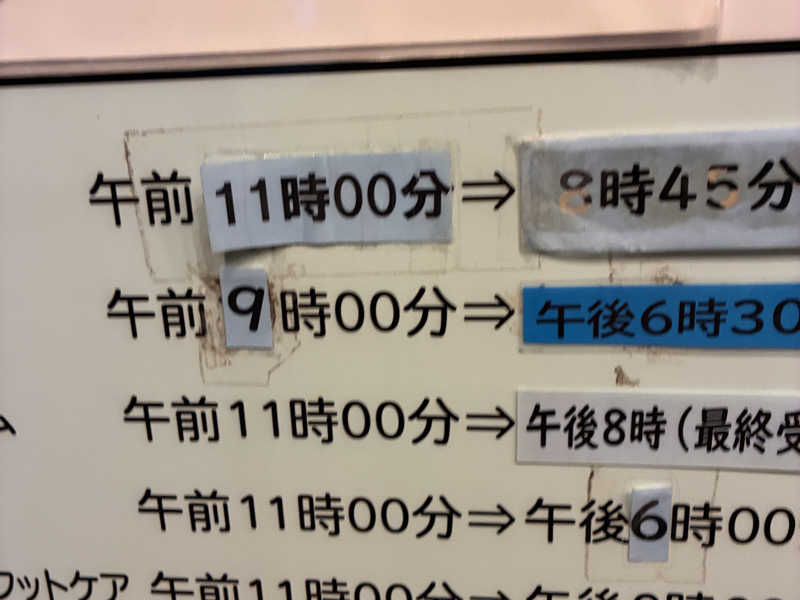 午前11時00分⇒8時45分
午前9時00分⇒午後6時30
午前11時00分⇒午後8時(最終受
午前11時00分⇒午後6時00
フットケア 午前11時00分⇒午後